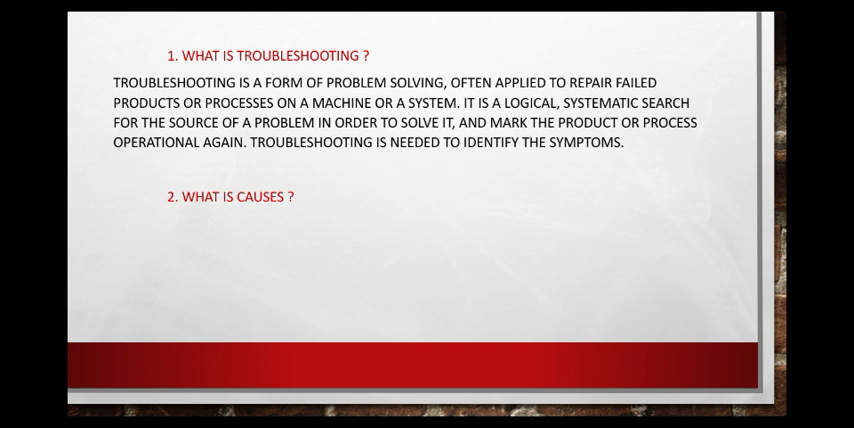 1. WHAT IS TROUBLESHOOTING ?
TROUBLESHOOTING IS A FORM OF PROBLEM SOLVING, OFTEN APPLIED TO REPAIR FAILED
PRODUCTS OR PROCESSES ON A MACHINE OR A SYSTEM. IT IS A LOGICAL, SYSTEMATIC SEARCH
FOR THE SOURCE OF A PROBLEM IN ORDER TO SOLVE IT, AND MARK THE PRODUCT OR PROCESS
OPERATIONAL AGAIN. TROUBLESHOOTING IS NEEDED TO IDENTIFY THE SYMPTOMS.
2. WHAT IS CAUSES ?